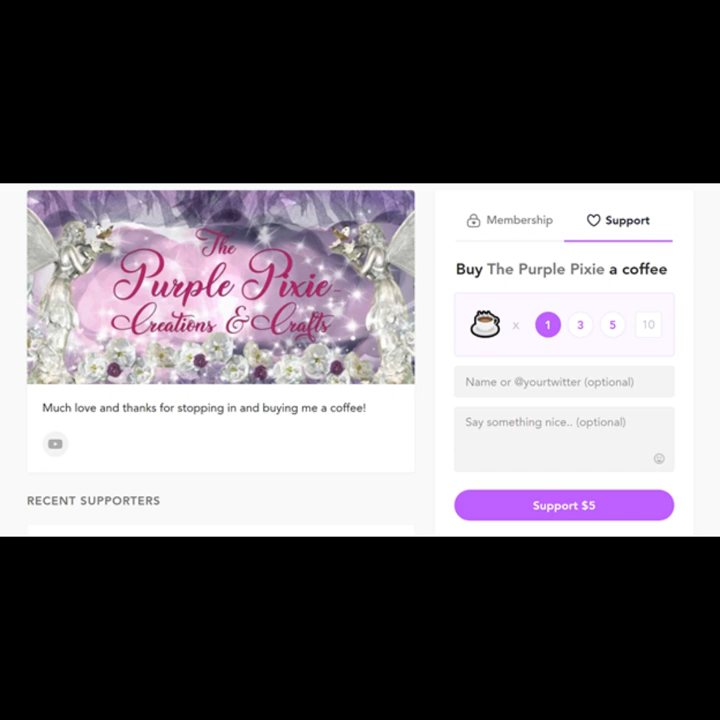 The
Purple Pixie
Creations & Crafts
Much love and thanks for stopping in and buying me a coffee!
RECENT SUPPORTERS
Membership
Support
Buy The Purple Pixie a coffee
x 1 3 5 10
Name or @yourtwitter (optional)
Say something nice.. (optional)
Support $5